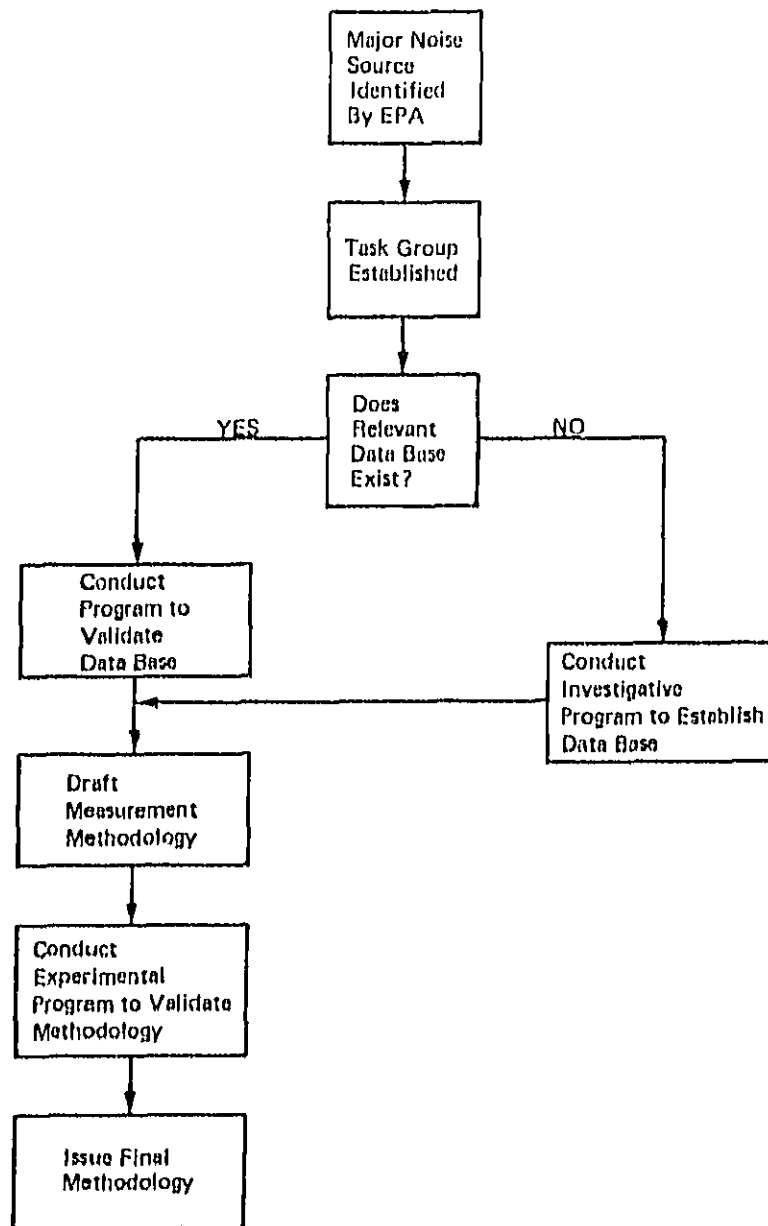 Major Noise
Source
Identified
By EPA
Task Group
Established
Does
Relevant
Data Base
Exist?
YES
NO
Conduct
Program to
Validate
Data Base
Conduct
Investigative
Program to Establish
Data Base
Draft
Measurement
Methodology
Conduct
Experimental
Program to Validate
Methodology
Issue Final
Methodology